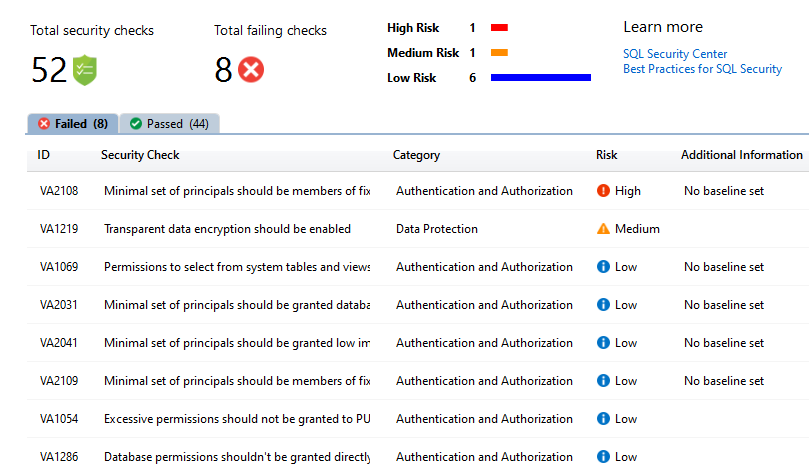 Total security checks
52
Total failing checks
8
High Risk 1
Medium Risk 1
Low Risk 6
Learn more
SQL Security Center
Best Practices for SQL Security
Failed (8) Passed (44)
ID Security Check Category Risk Additional Information
VA2108 Minimal set of principals should be members of fix Authentication and Authorization High No baseline set
VA1219 Transparent data encryption should be enabled Data Protection Medium
VA1069 Permissions to select from system tables and views Authentication and Authorization Low No baseline set
VA2031 Minimal set of principals should be granted databa Authentication and Authorization Low No baseline set
VA2041 Minimal set of principals should be granted low im Authentication and Authorization Low No baseline set
VA2109 Minimal set of principals should be members of fix Authentication and Authorization Low No baseline set
VA1054 Excessive permissions should not be granted to PU Authentication and Authorization Low
VA1286 Database permissions shouldn't be granted directly Authentication and Authorization Low